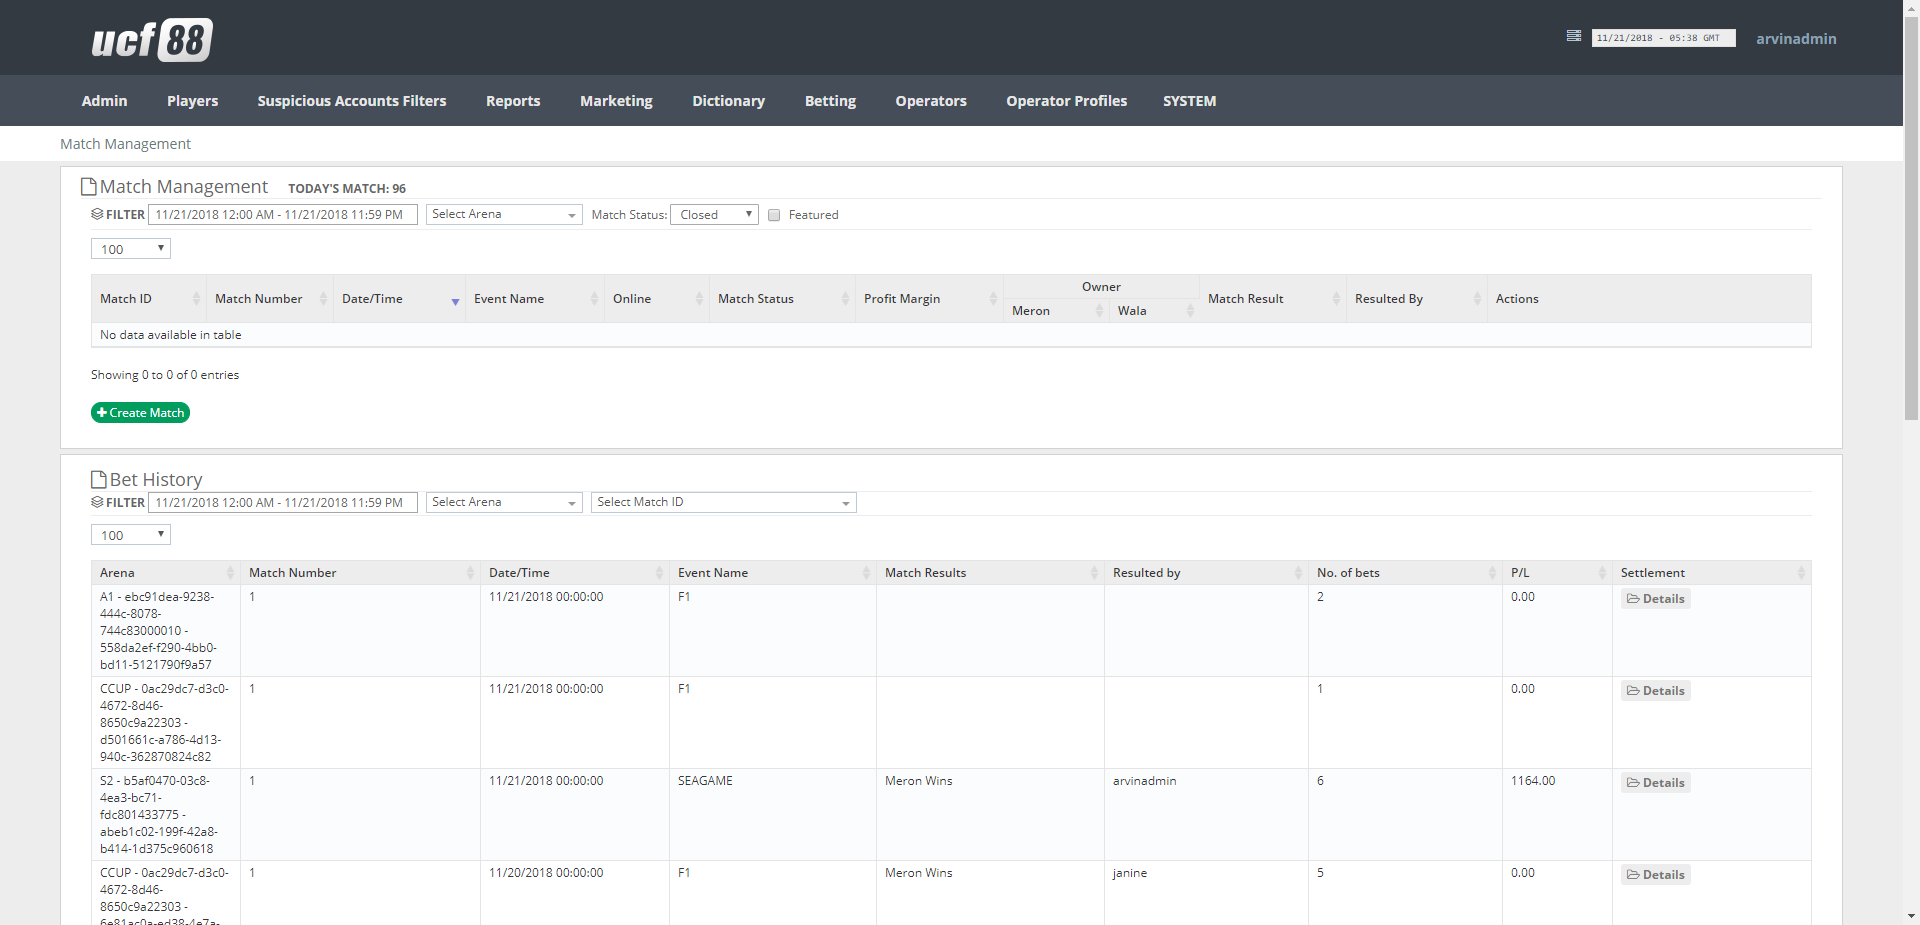 ucf 88
11/21/2018 - 05:38 GMT
arvinadmin
Admin Players Suspicious Accounts Filters Reports Marketing Dictionary Betting Operators Operator Profiles SYSTEM
Match Management
Match Management TODAY'S MATCH: 96
FILTER 11/21/2018 12:00 AM - 11/21/2018 11:59 PM Select Arena Match Status: Closed Featured
100
Match ID Match Number Date/Time Event Name Online Match Status Profit Margin Owner Meron Wala Match Result Resulted By Actions
No data available in table
Showing 0 to 0 of 0 entries
Create Match
Bet History
FILTER 11/21/2018 12:00 AM - 11/21/2018 11:59 PM Select Arena Select Match ID
100
Arena Match Number Date/Time Event Name Match Results Resulted by No. of bets P/L Settlement
A1 - ebc91dea-9238- 1 11/21/2018 00:00:00 F1 2 0.00 Details
444c-8078-
744c83000010 -
558da2ef-f290-4bb0-
bd11-5121790f9a57
CCUP - 0ac29dc7-d3c0- 1 11/21/2018 00:00:00 F1 1 0.00 Details
4672-8d46-
8650c9a22303 -
d501661c-a786-4d13-
940c-362870824c82
S2 - b5af0470-03c8- 1 11/21/2018 00:00:00 SEAGAME Meron Wins arvinadmin 6 1164.00 Details
4ea3-bc71-
fdc801433775 -
abeb1c02-199f-42a8-
b414-1d375c960618
CCUP - 0ac29dc7-d3c0- 1 11/20/2018 00:00:00 F1 Meron Wins janine 5 0.00 Details
4672-8d46-
8650c9a22303 -
6e81ac0a-ed38-4e7a-